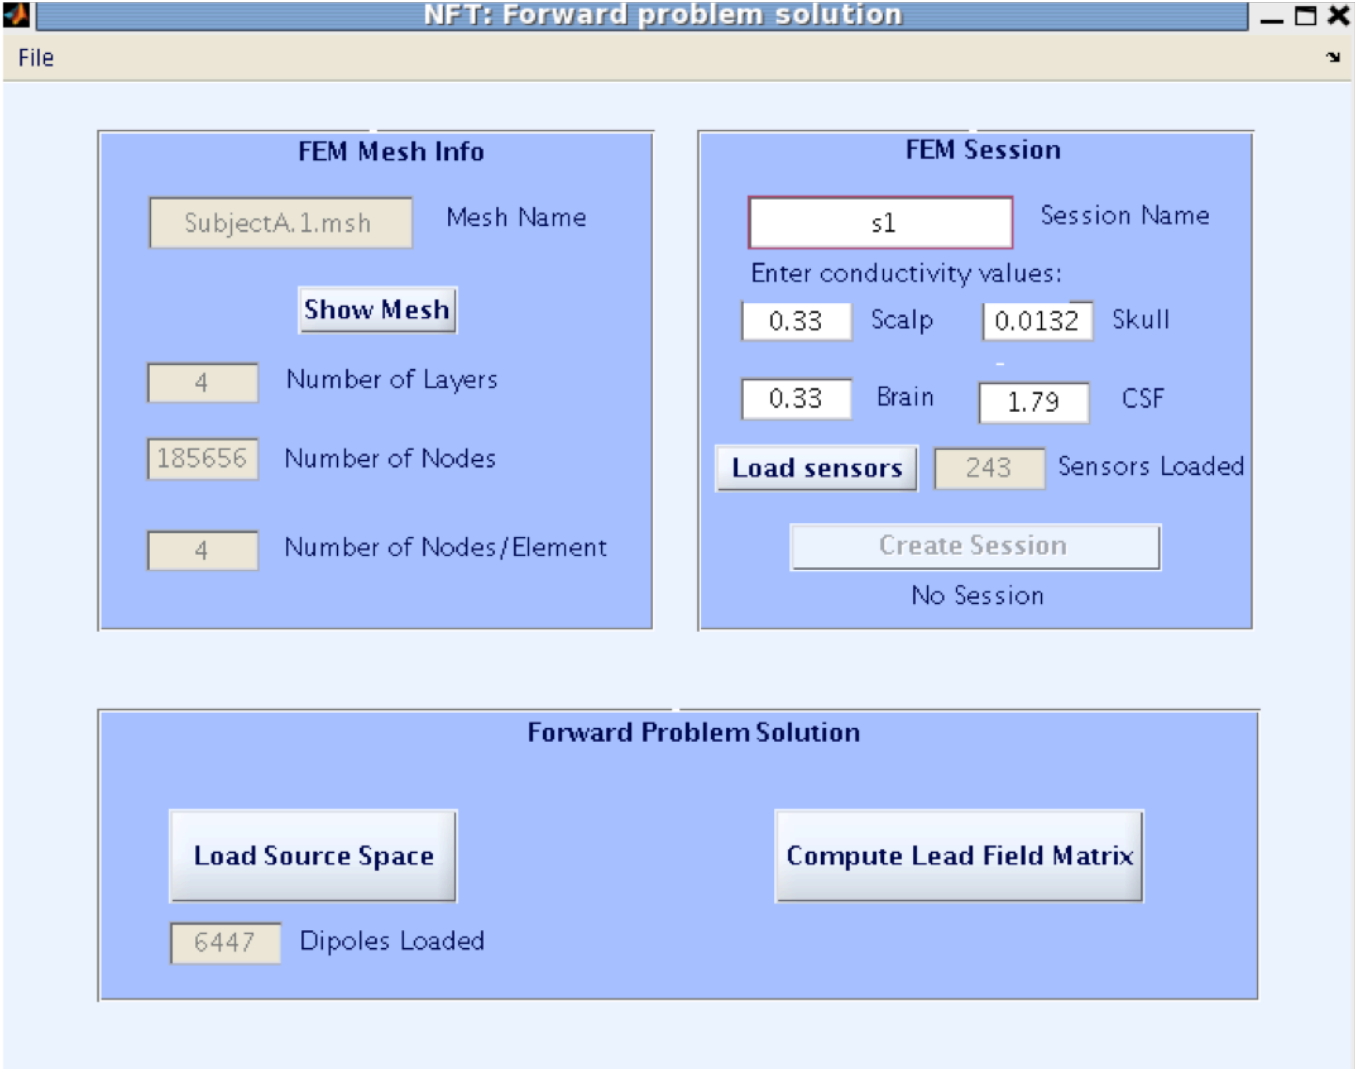 NFT: Forward problem solution
File
FEM Mesh Info
SubjectA.1.msh Mesh Name
Show Mesh
4 Number of Layers
185656 Number of Nodes
4 Number of Nodes/Element
FEM Session
s1 Session Name
Enter conductivity values:
0.33 Scalp 0.0132 Skull
0.33 Brain 1.79 CSF
Load sensors 243 Sensors Loaded
Create Session
No Session
Forward Problem Solution
Load Source Space Compute Lead Field Matrix
6447 Dipoles Loaded